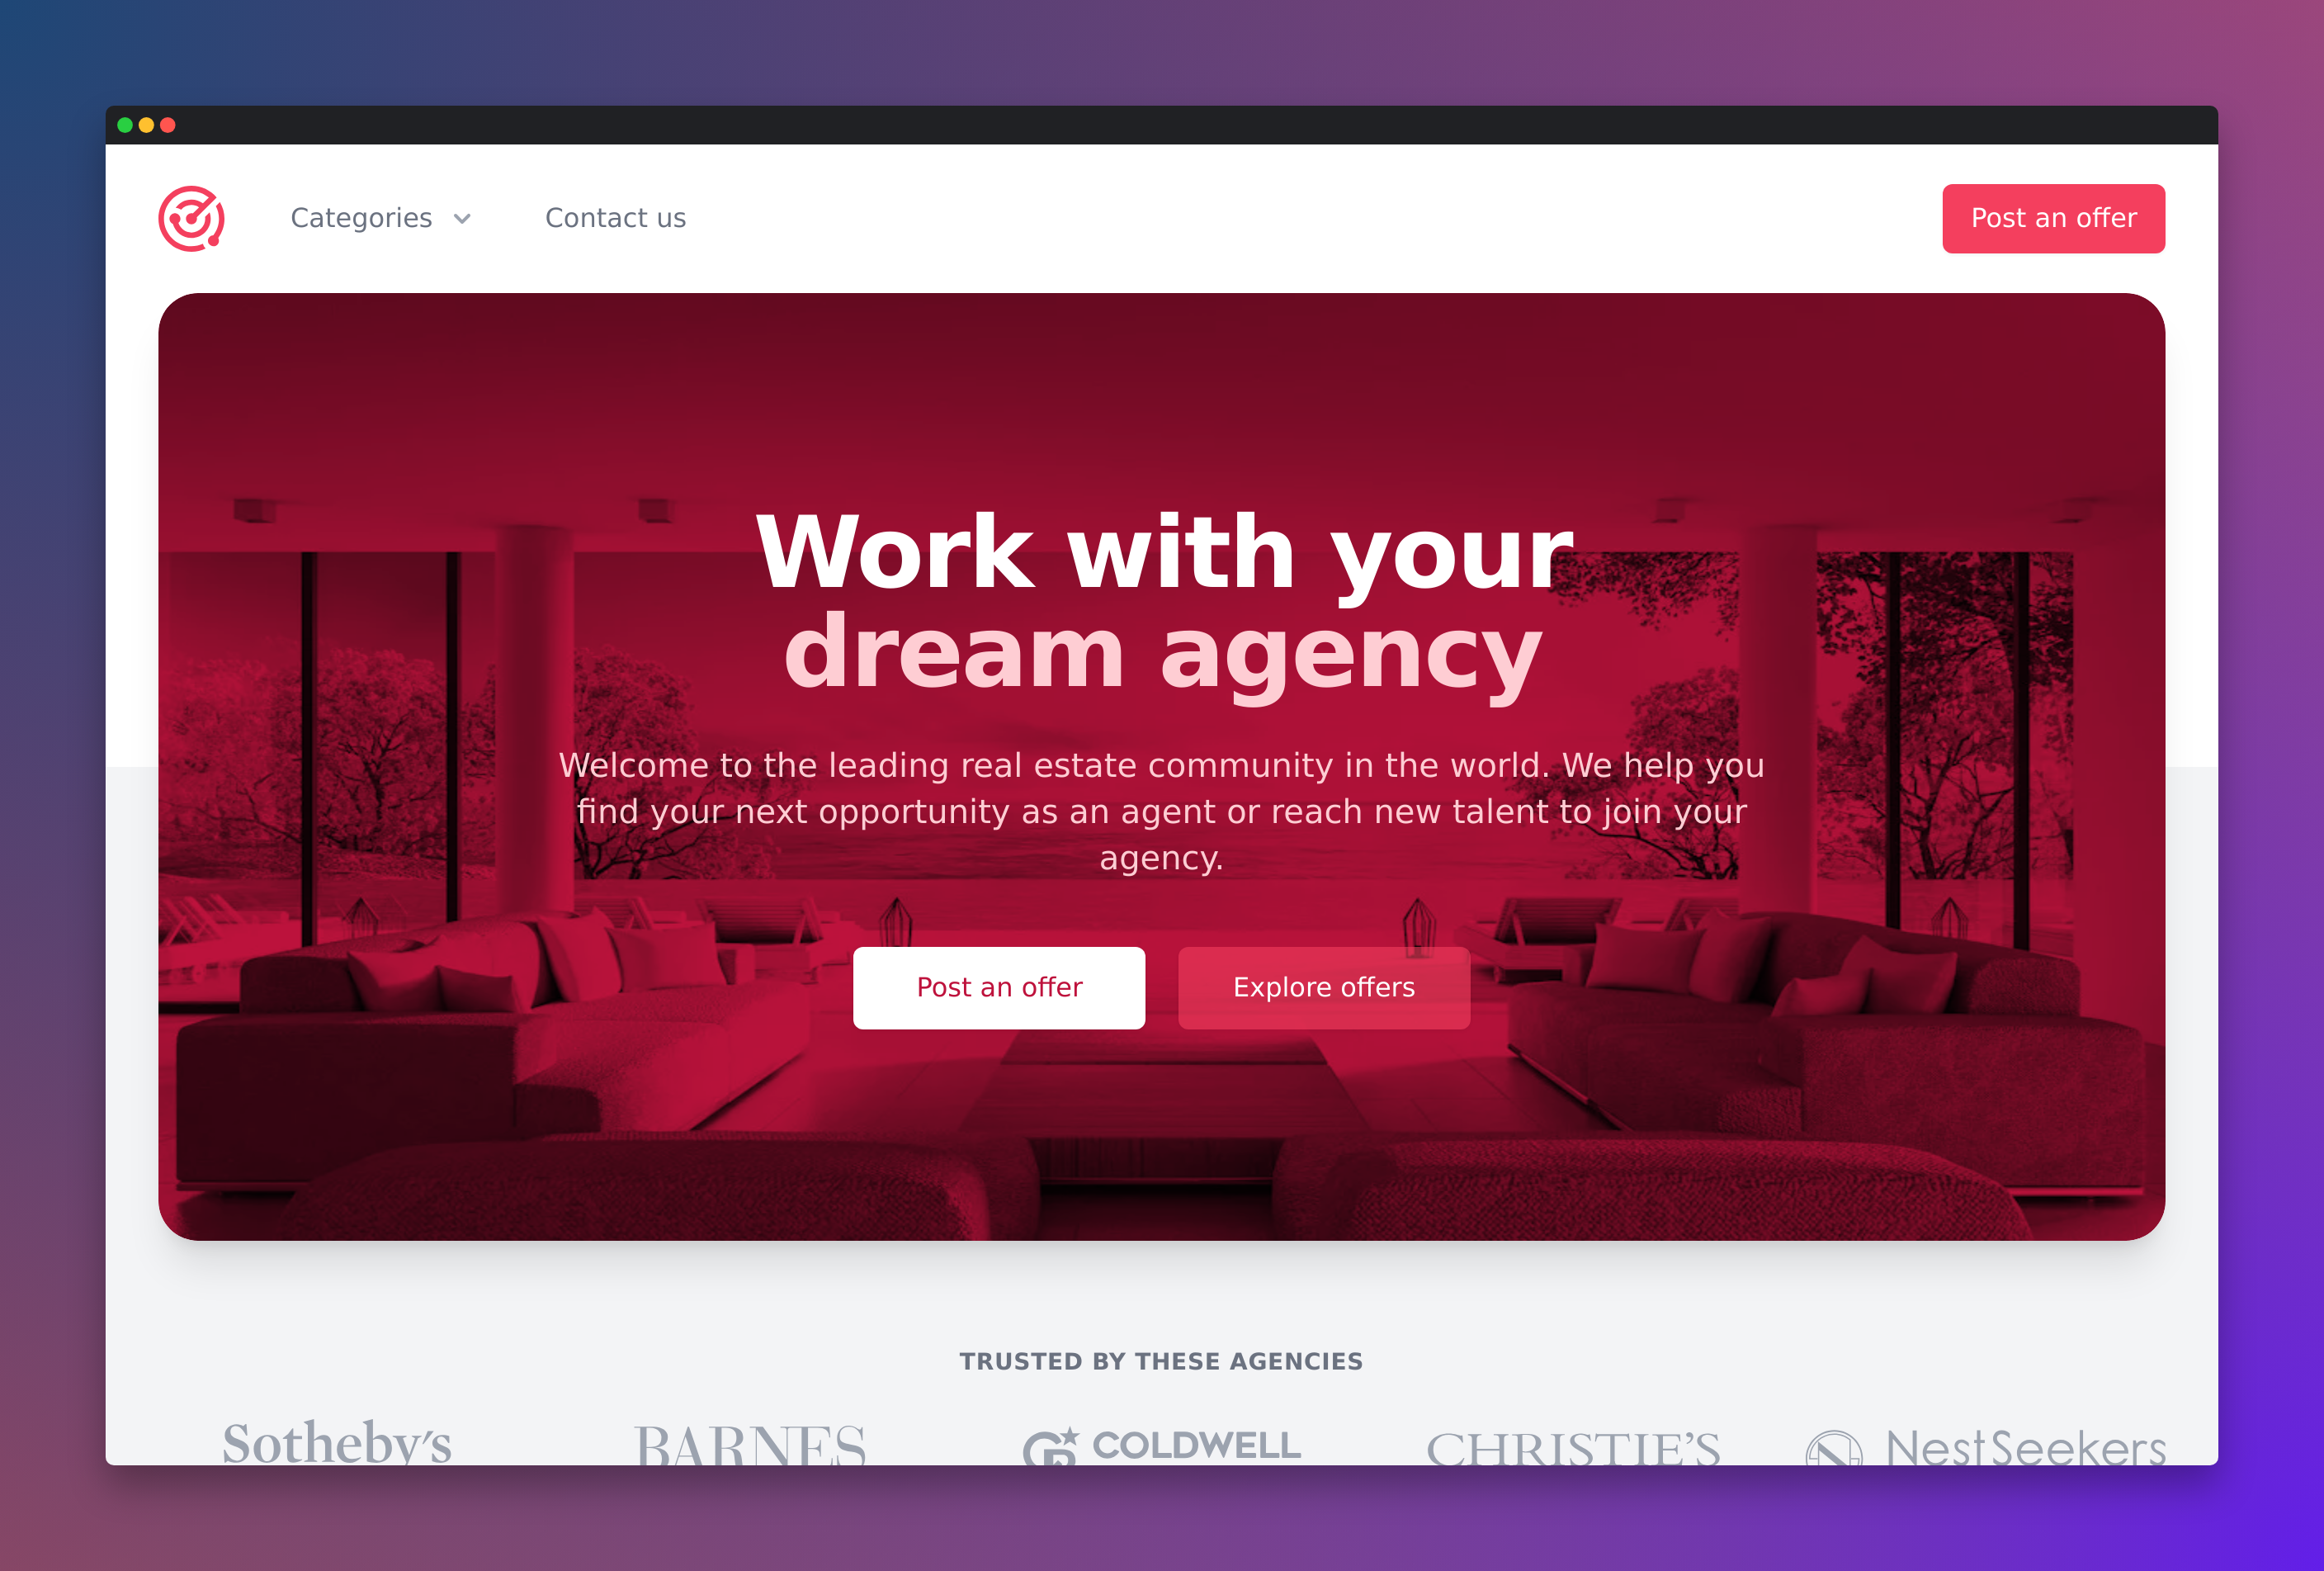 Categories
Contact us
Post an offer
Work with your
dream agency
Welcome to the leading real estate community in the world. We help you
find your next opportunity as an agent or reach new talent to join your
agency.
Post an offer
Explore offers
TRUSTED BY THESE AGENCIES
Sotheby's
BARNES
COLDWELL
CHRISTIE'S
NestSeekers